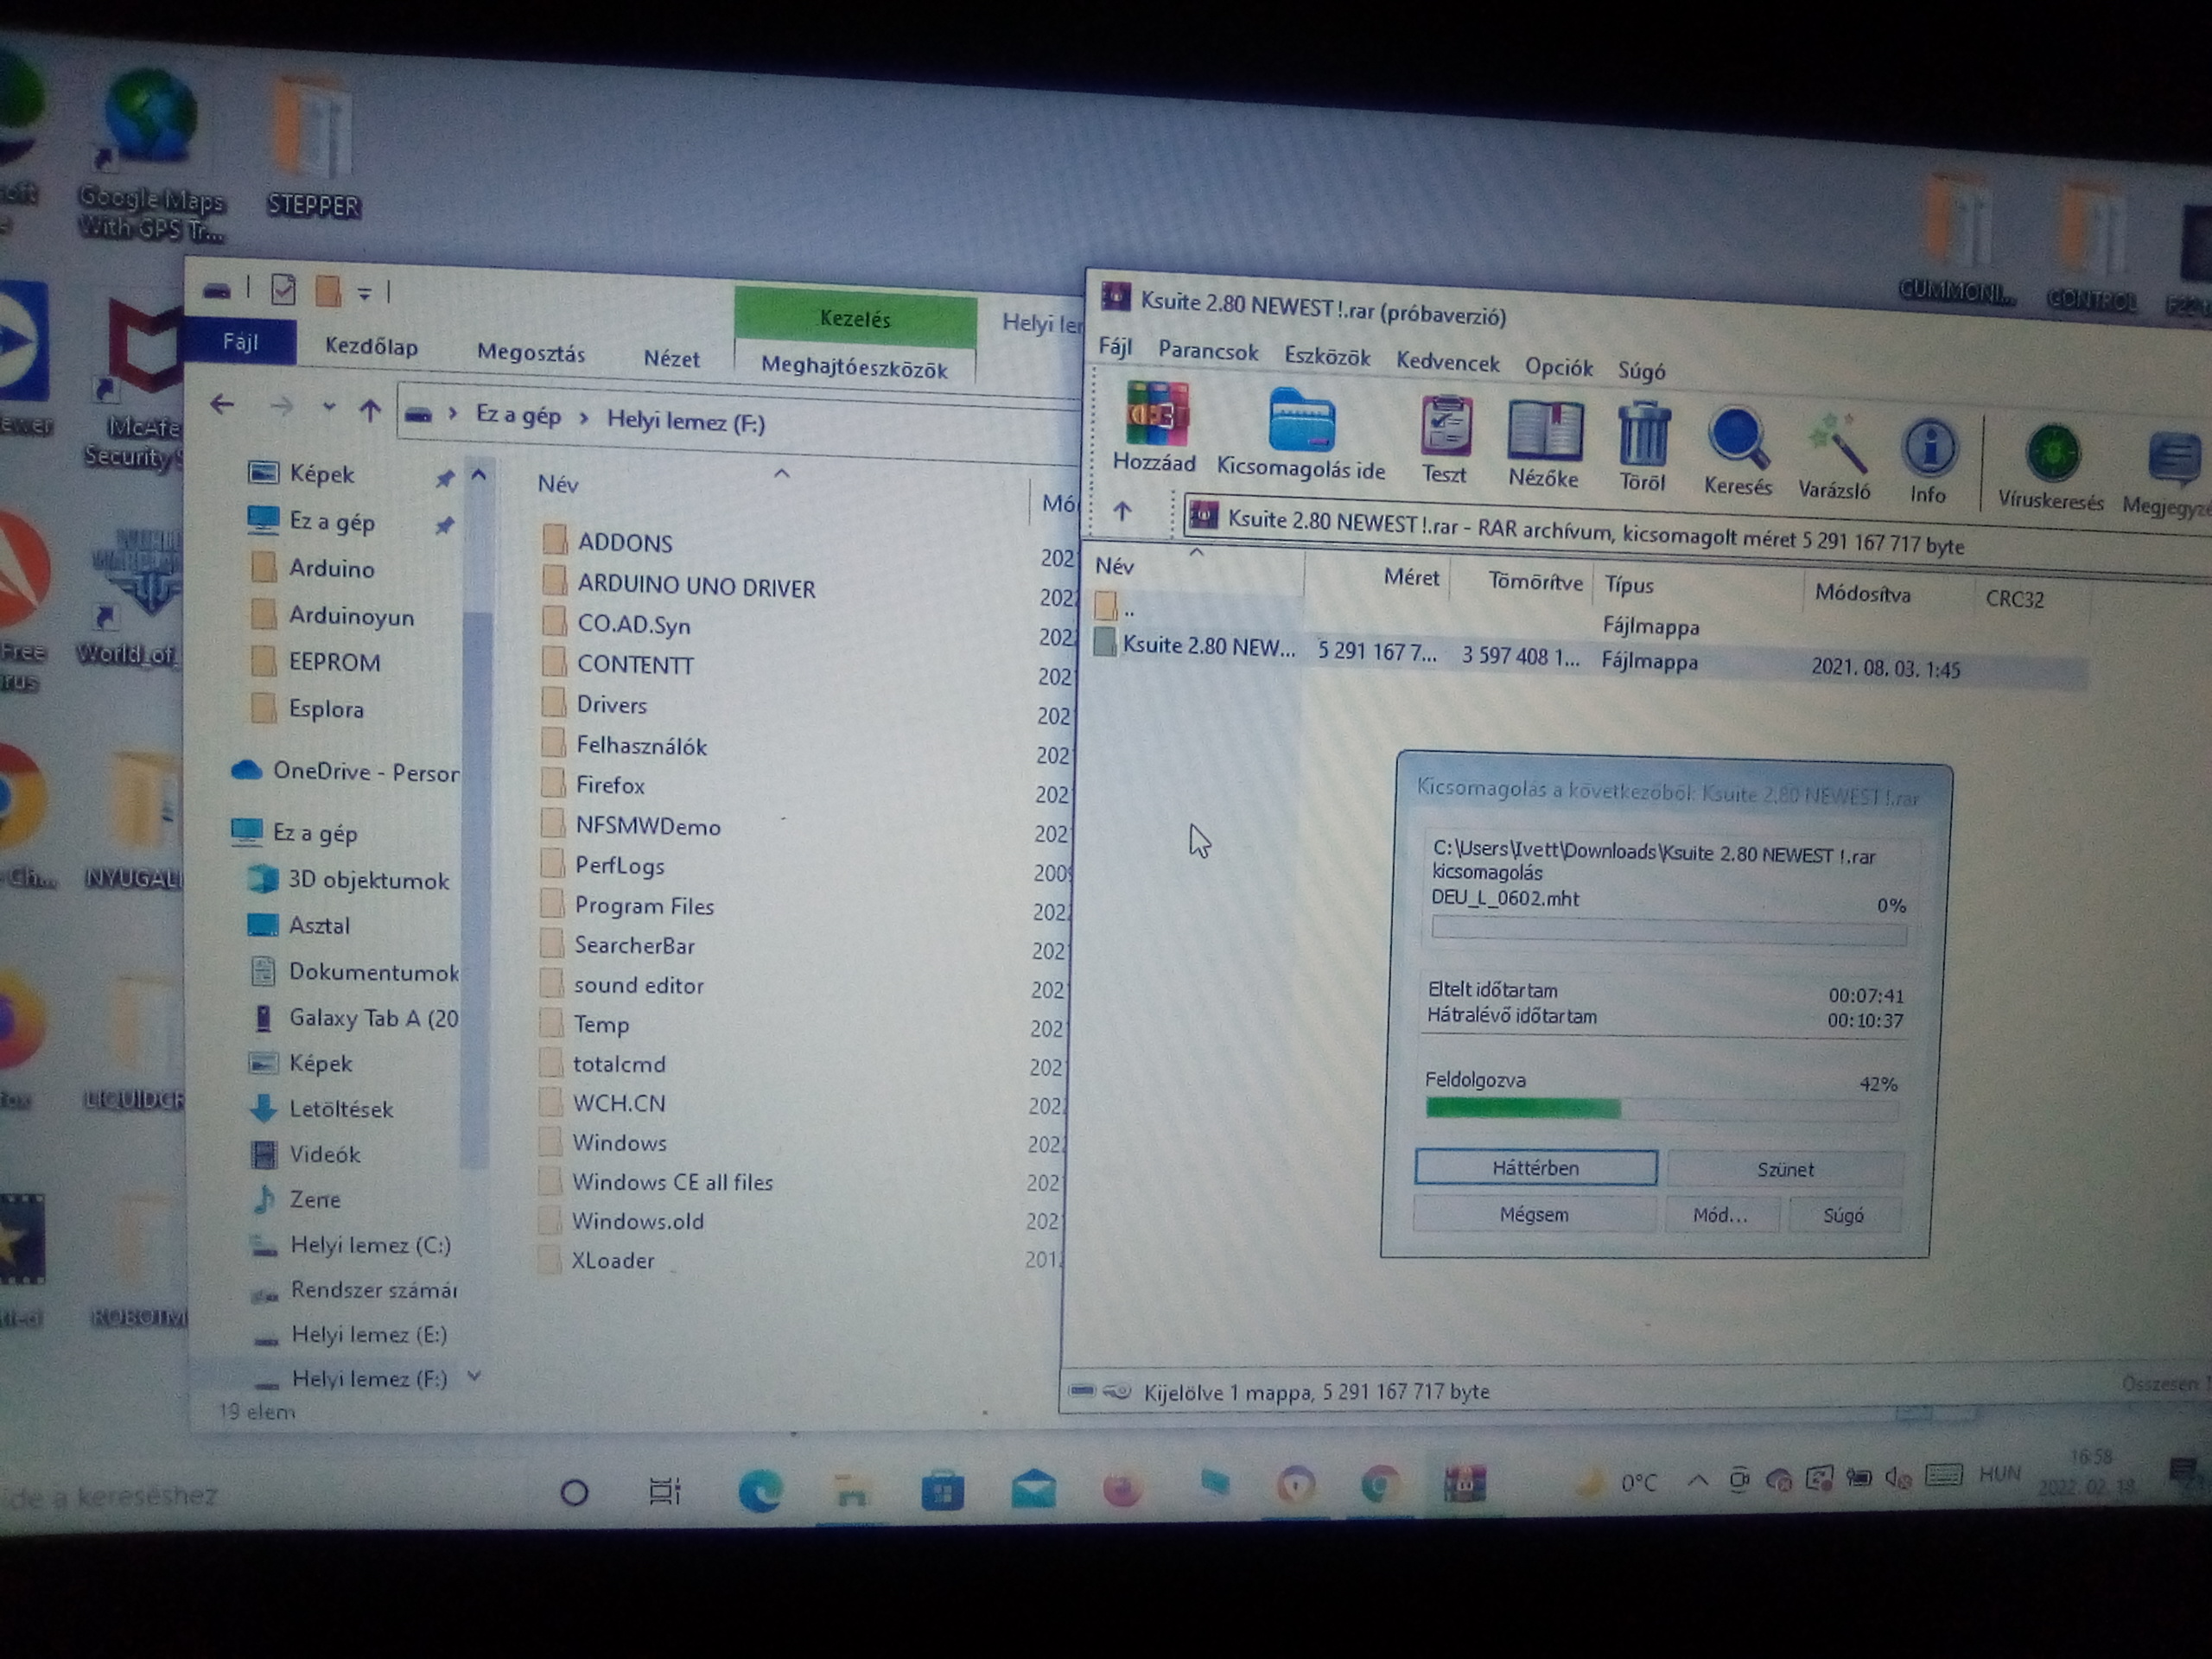 Google Maps
With GPS Tr...
STEPPER
GUMMONI...
CONTROL
ewer
McAfe
Security S
Free
rus
World_of_
Ch...
NYUGALI
LIQUIDCR
Kezelés
Helyi le
Fájl
Kezdőlap
Megosztás
Nézet
Meghajtóeszközök
Ez a gép > Helyi lemez (F:)
Képek
Ez a gép
Arduino
Arduinoyun
EEPROM
Esplora
OneDrive - Person
Ez a gép
3D objektumok
Asztal
Dokumentumok
Galaxy Tab A (20
Képek
Letöltések
Videók
Zene
Helyi lemez (C:)
Rendszer számár
Helyi lemez (E:)
Helyi lemez (F:)
19 elem
Név
Mó
ADDONS
202
ARDUINO UNO DRIVER
202
CO.AD.Syn
202
CONTENTT
202
Drivers
202
Felhasználók
202
Firefox
202
NFSMWDemo
202
PerfLogs
200
Program Files
202
SearcherBar
202
sound editor
202
Temp
202
totalcmd
202
WCH.CN
202
Windows
202
Windows CE all files
202
Windows.old
202
XLoader
201
Ksuite 2.80 NEWEST !.rar (próbaverzió)
Fájl Parancsok Eszközök Kedvencek Opciók Súgó
Hozzáad Kicsomagolás ide Teszt Nézőke Töröl Keresés Varázsló Info Víruskeresés Megjegyzé
Ksuite 2.80 NEWEST !.rar - RAR archívum, kicsomagolt méret 5 291 167 717 byte
Név Méret Tömörítve Típus Módosítva CRC32
.. Fájlmappa
Ksuite 2.80 NEW... 5 291 167 7... 3 597 408 1... Fájlmappa 2021. 08. 03. 1:45
Kicsomagolás a következőből: Ksuite 2.80 NEWEST !.rar
C:\Users\Ivett\Downloads\Ksuite 2.80 NEWEST !.rar
kicsomagolás
DEU_L_0602.mht 0%
Eltelt időtartam 00:07:41
Hátralévő időtartam 00:10:37
Feldolgozva 42%
Háttérben Szünet
Mégsem Mód... Súgó
Kijelölve 1 mappa, 5 291 167 717 byte
Összesen 1
ide a kereséshez
0°C
HUN
16:58
2022. 02. 18.